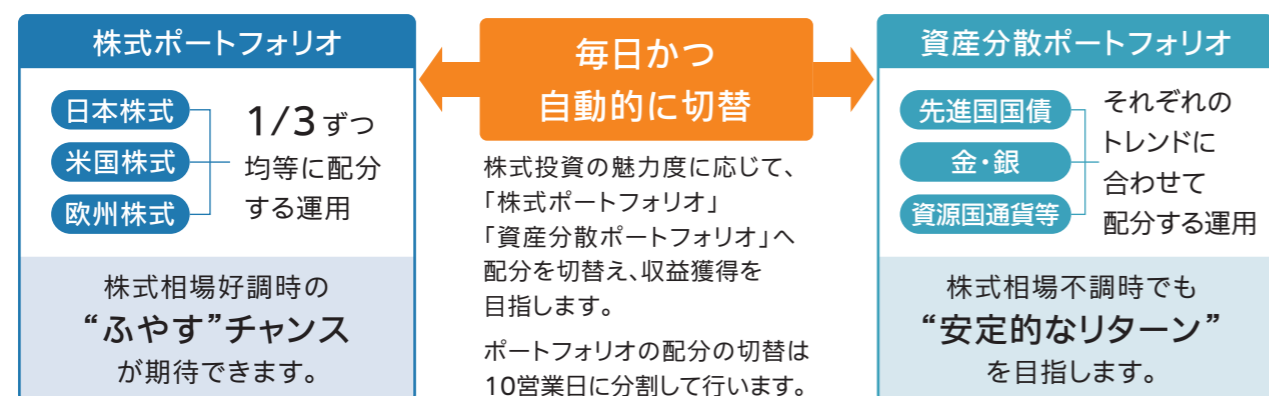 株式ポートフォリオ
日本株式
米国株式
欧州株式
1/3ずつ
均等に配分
する運用
株式相場好調時の
“ふやす”チャンス
が期待できます。
毎日かつ
自動的に切替
株式投資の魅力度に応じて、
「株式ポートフォリオ」
「資産分散ポートフォリオ」へ
配分を切替え、収益獲得を
目指します。
ポートフォリオの配分の切替は
10営業日に分割して行います。
資産分散ポートフォリオ
先進国国債
金・銀
資源国通貨等
それぞれの
トレンドに
合わせて
配分する運用
株式相場不調時でも
“安定的なリターン”
を目指します。